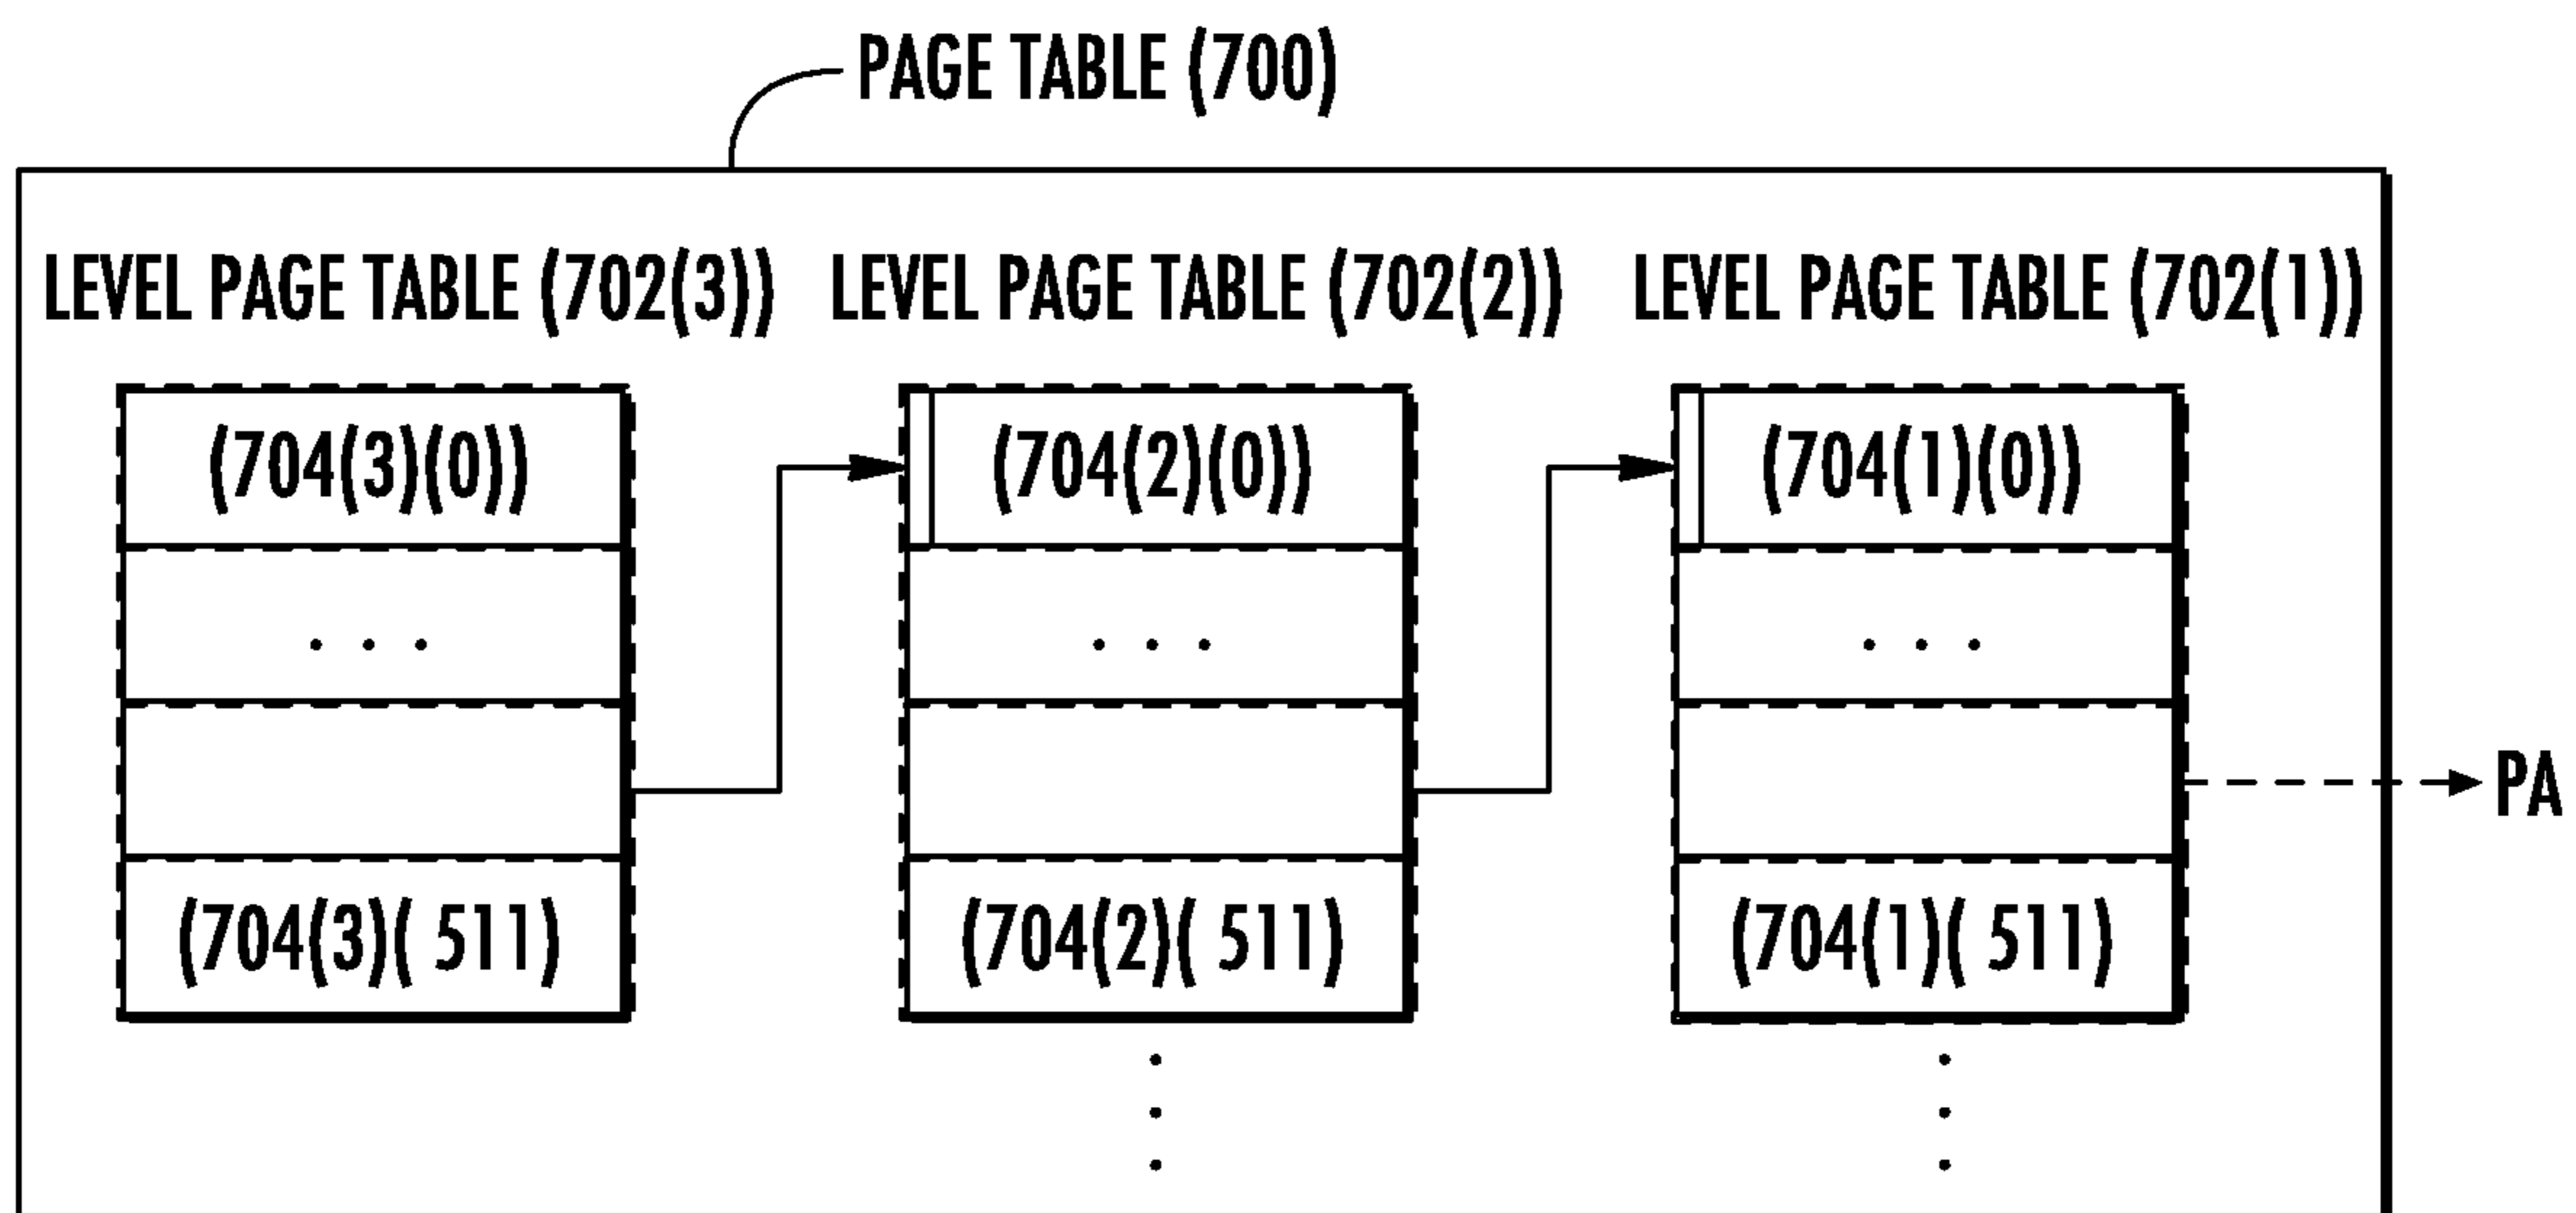 PAGE TABLE (700)
LEVEL PAGE TABLE (702(3)) LEVEL PAGE TABLE (702(2)) LEVEL PAGE TABLE (702(1))
(704(3)(0)) (704(2)(0)) (704(1)(0))
. . . . . . . . .
PA
(704(3)( 511) (704(2)( 511) (704(1)( 511)